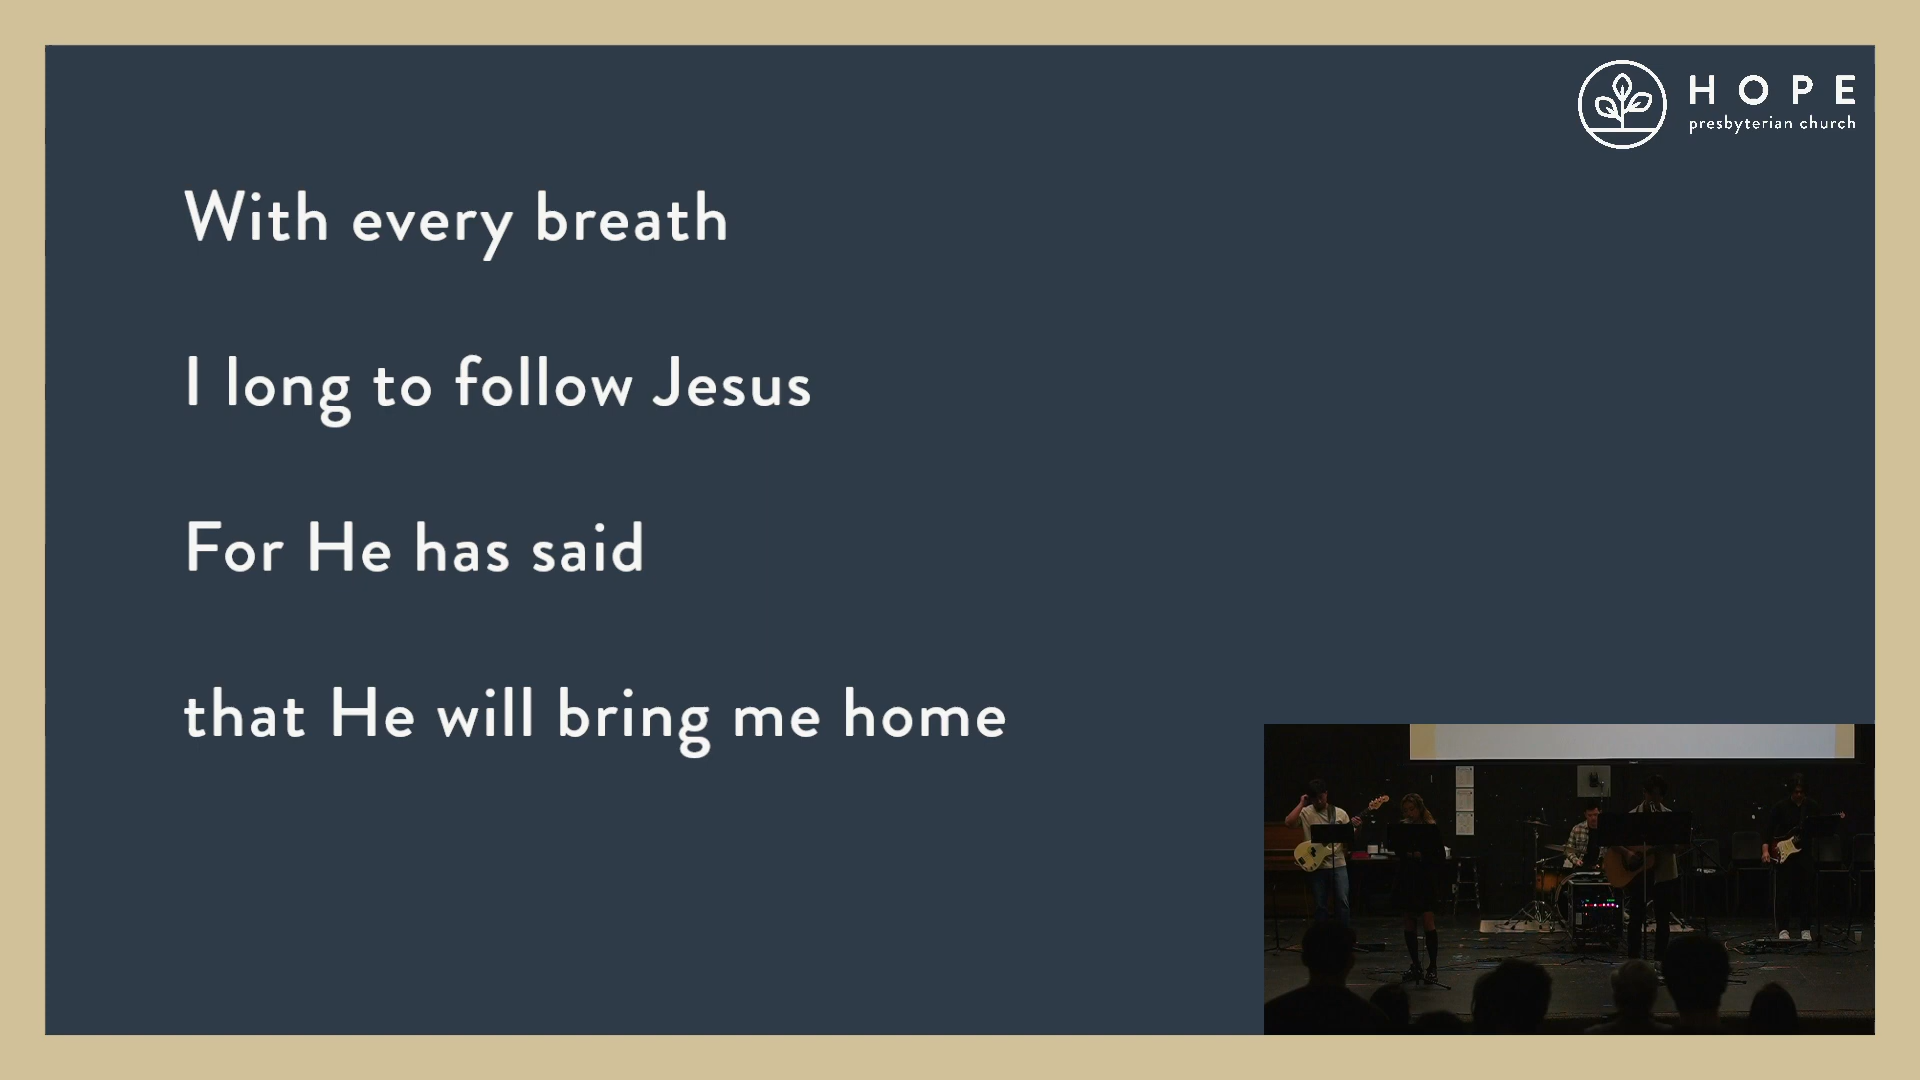 HOPE
presbyterian church
With every breath
I long to follow Jesus
For He has said
that He will bring me home